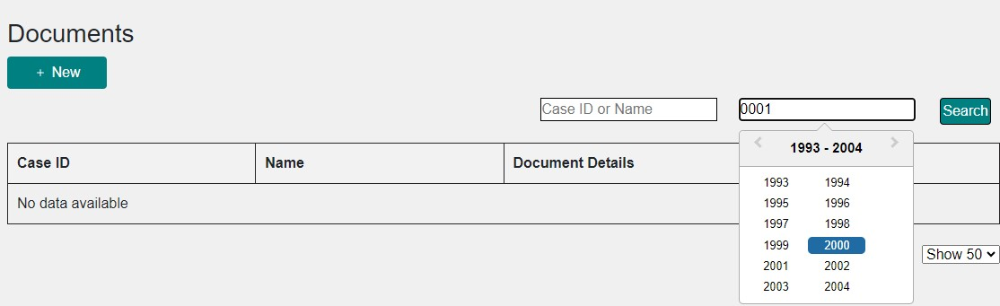 Documents
+ New
Case ID or Name
0001
Search
1993 - 2004
Case ID
Name
Document Details
No data available
1993 1994
1995 1996
1997 1998
1999 2000
2001 2002
2003 2004
Show 50